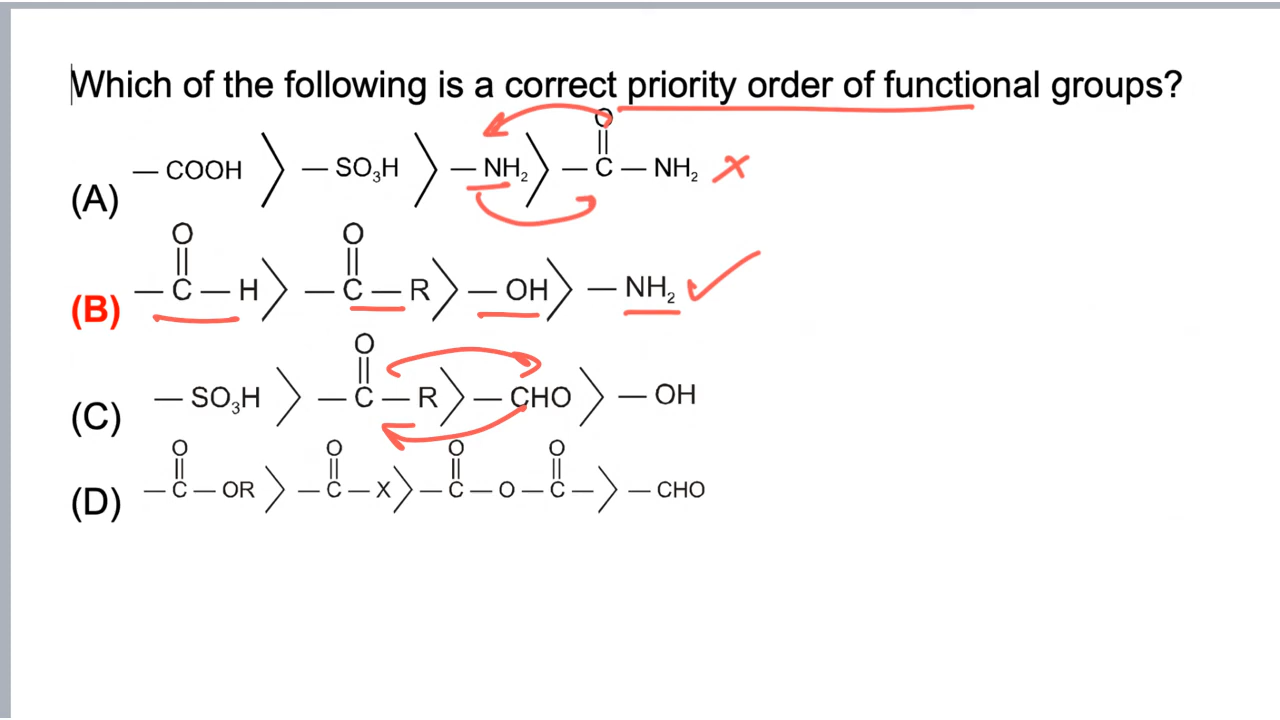 Which of the following is a correct priority order of functional groups?
O
(A) — COOH 〉 — SO₃H 〉 — NH₂ 〉 — C — NH₂
O O
(B) — C — H 〉 — C — R 〉 — OH 〉 — NH₂
O
(C) — SO₃H 〉 — C — R 〉 — CHO 〉 — OH
O O O O
(D) — C — OR 〉 — C — X 〉 — C — O — C — 〉 — CHO